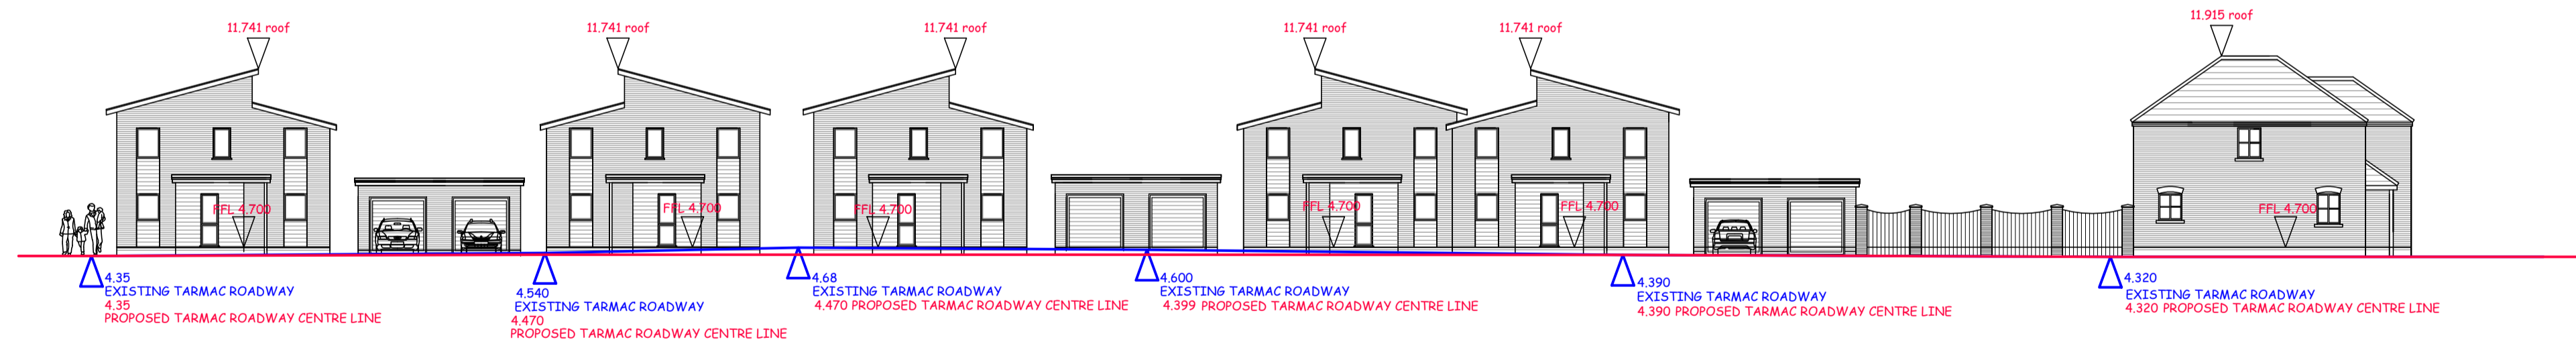 11.741 roof
11.741 roof
11.741 roof
11.741 roof
11.741 roof
11.915 roof
FFL 4.700
FFL 4.700
FFL 4.700
FFL 4.700
FFL 4.700
FFL 4.700
4.35
EXISTING TARMAC ROADWAY
4.35
PROPOSED TARMAC ROADWAY CENTRE LINE
4.540
EXISTING TARMAC ROADWAY
4.470
PROPOSED TARMAC ROADWAY CENTRE LINE
4.68
EXISTING TARMAC ROADWAY
4.470 PROPOSED TARMAC ROADWAY CENTRE LINE
4.600
EXISTING TARMAC ROADWAY
4.399 PROPOSED TARMAC ROADWAY CENTRE LINE
4.390
EXISTING TARMAC ROADWAY
4.390 PROPOSED TARMAC ROADWAY CENTRE LINE
4.320
EXISTING TARMAC ROADWAY
4.320 PROPOSED TARMAC ROADWAY CENTRE LINE